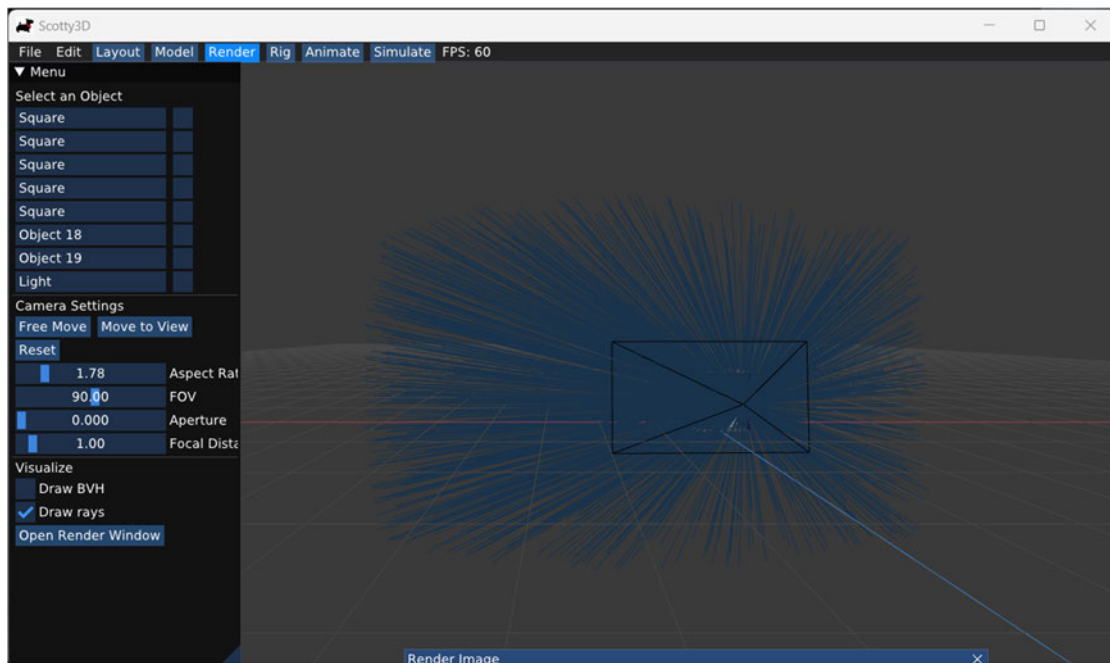 Scotty3D
File Edit Layout Model Render Rig Animate Simulate FPS: 60
Menu
Select an Object
Square
Square
Square
Square
Square
Object 18
Object 19
Light
Camera Settings
Free Move Move to View
Reset
1.78 Aspect Rat
90.00 FOV
0.000 Aperture
1.00 Focal Dista
Visualize
Draw BVH
Draw rays
Open Render Window
Render Image